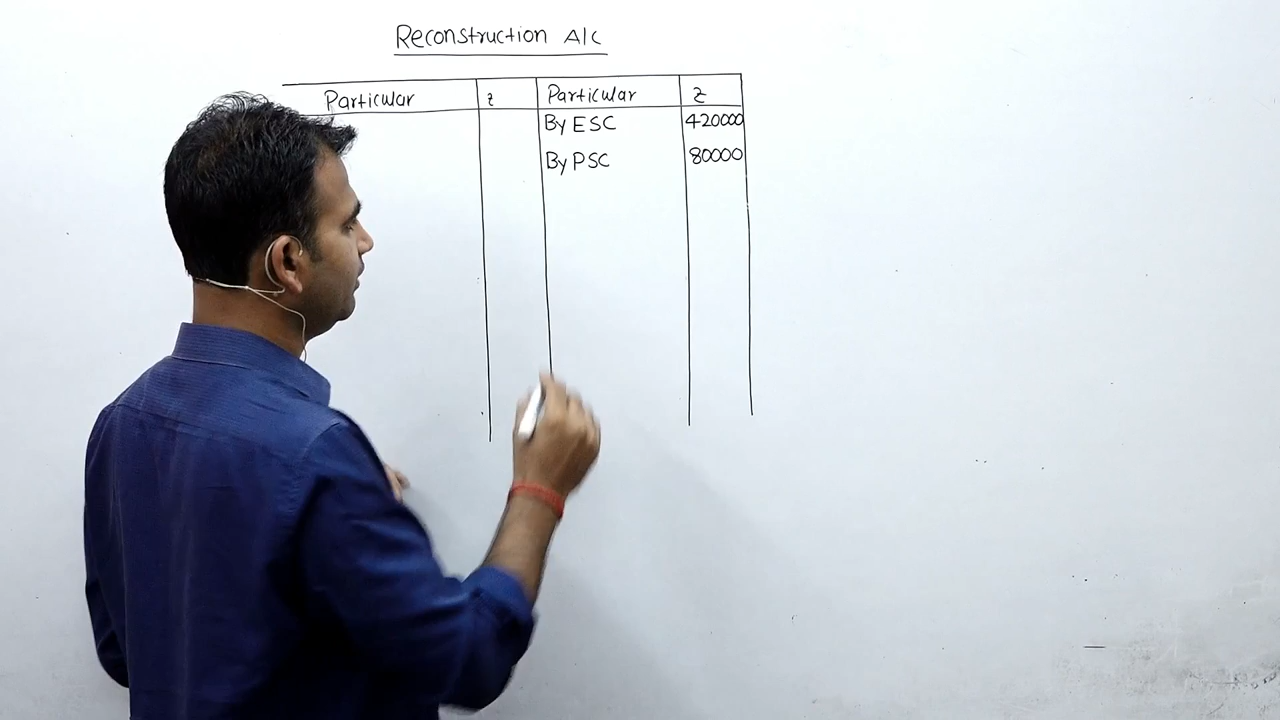 Reconstruction A/c
Particular z Particular z
By ESC 420000
By PSC 80000